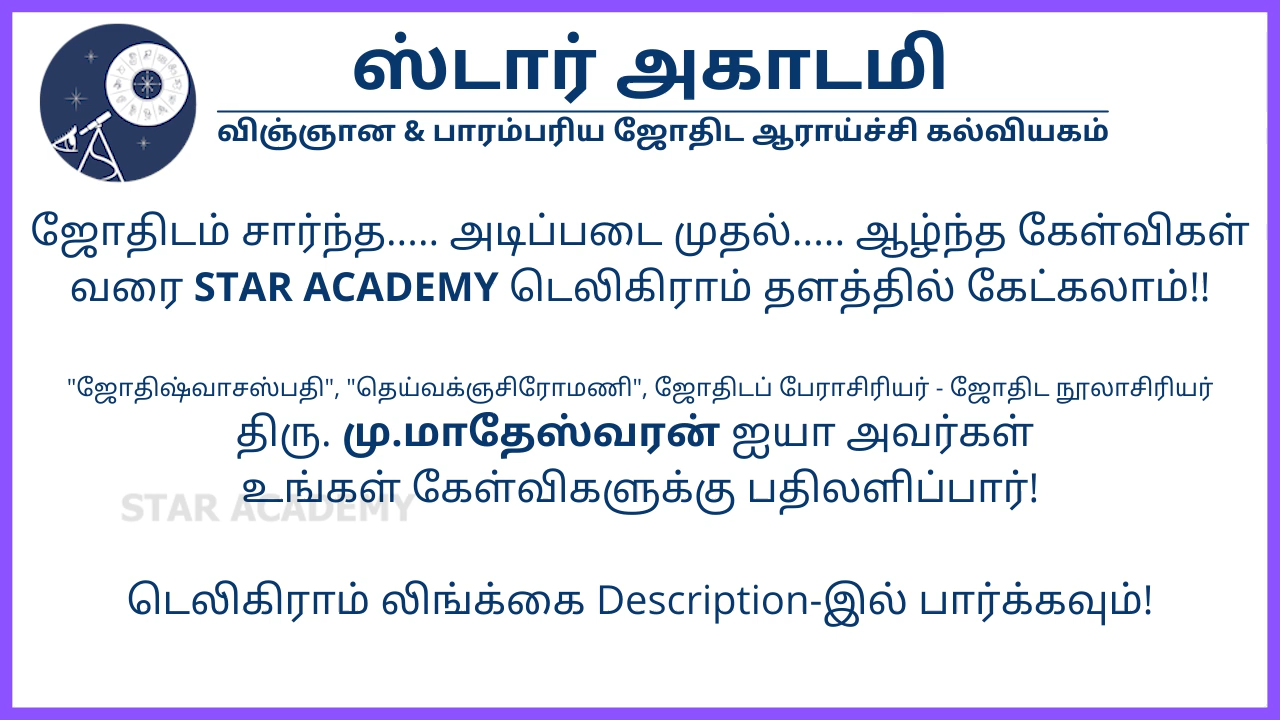 ஸ்டார் அகாடமி
விஞ்ஞான & பாரம்பரிய ஜோதிட ஆராய்ச்சி கல்வியகம்
ஜோதிடம் சார்ந்த..... அடிப்படை முதல்..... ஆழ்ந்த கேள்விகள்
வரை STAR ACADEMY டெலிகிராம் தளத்தில் கேட்கலாம்!!
"ஜோதிஷ்வாசஸ்பதி", "தெய்வக்ஞசிரோமணி", ஜோதிடப் பேராசிரியர் - ஜோதிட நூலாசிரியர்
திரு. மு.மாதேஸ்வரன் ஐயா அவர்கள்
உங்கள் கேள்விகளுக்கு பதிலளிப்பார்!
STAR ACADEMY
டெலிகிராம் லிங்க்கை Description-இல் பார்க்கவும்!